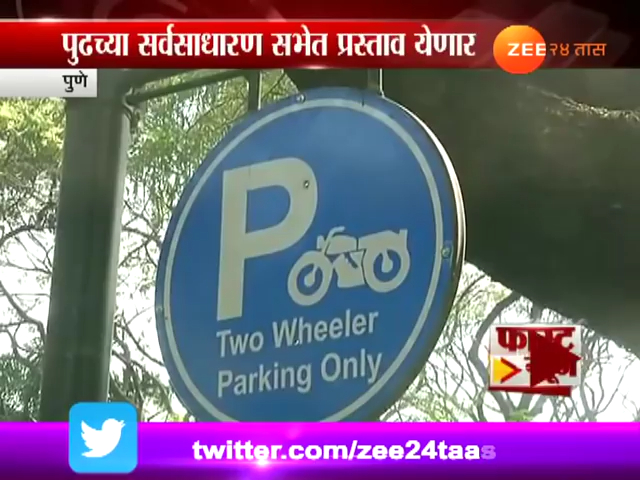 पुढच्या सर्वसाधारण सभेत प्रस्ताव येणार
ZEE २४ तास
पुणे
P
Two Wheeler
Parking Only
फास्ट
न्यूज
twitter.com/zee24taas